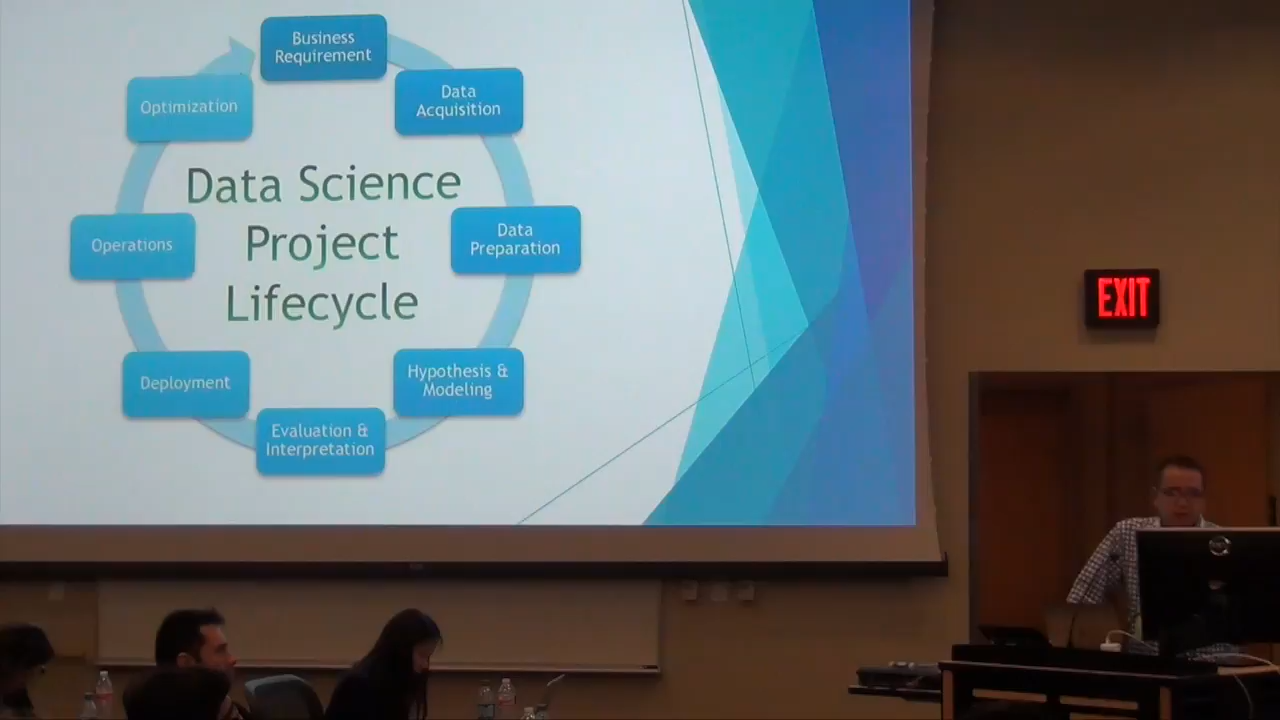 Business
Requirement
Data
Acquisition
Optimization
Data Science
Project
Lifecycle
Data
Preparation
Operations
Hypothesis &
Modeling
Deployment
Evaluation &
Interpretation
EXIT